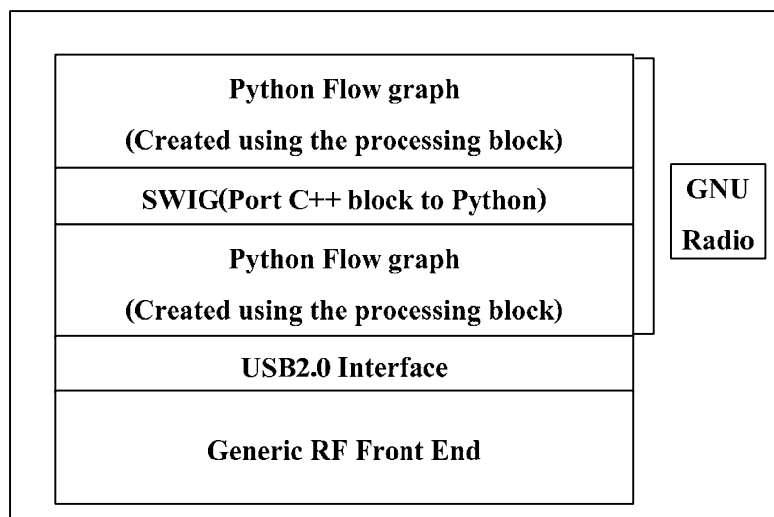 Python Flow graph
(Created using the processing block)
SWIG(Port C++ block to Python)
Python Flow graph
(Created using the processing block)
USB2.0 Interface
Generic RF Front End
GNU
Radio